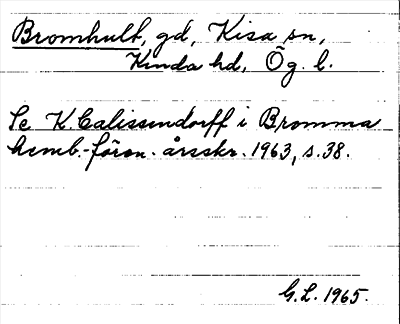 Bromhult, gd, Kisa sn,
Kinda hd, Ög. l.
Se K Calissendorff i Bromma
hemb.-fören. årsskr. 1963, s. 38.
G. L. 1965.